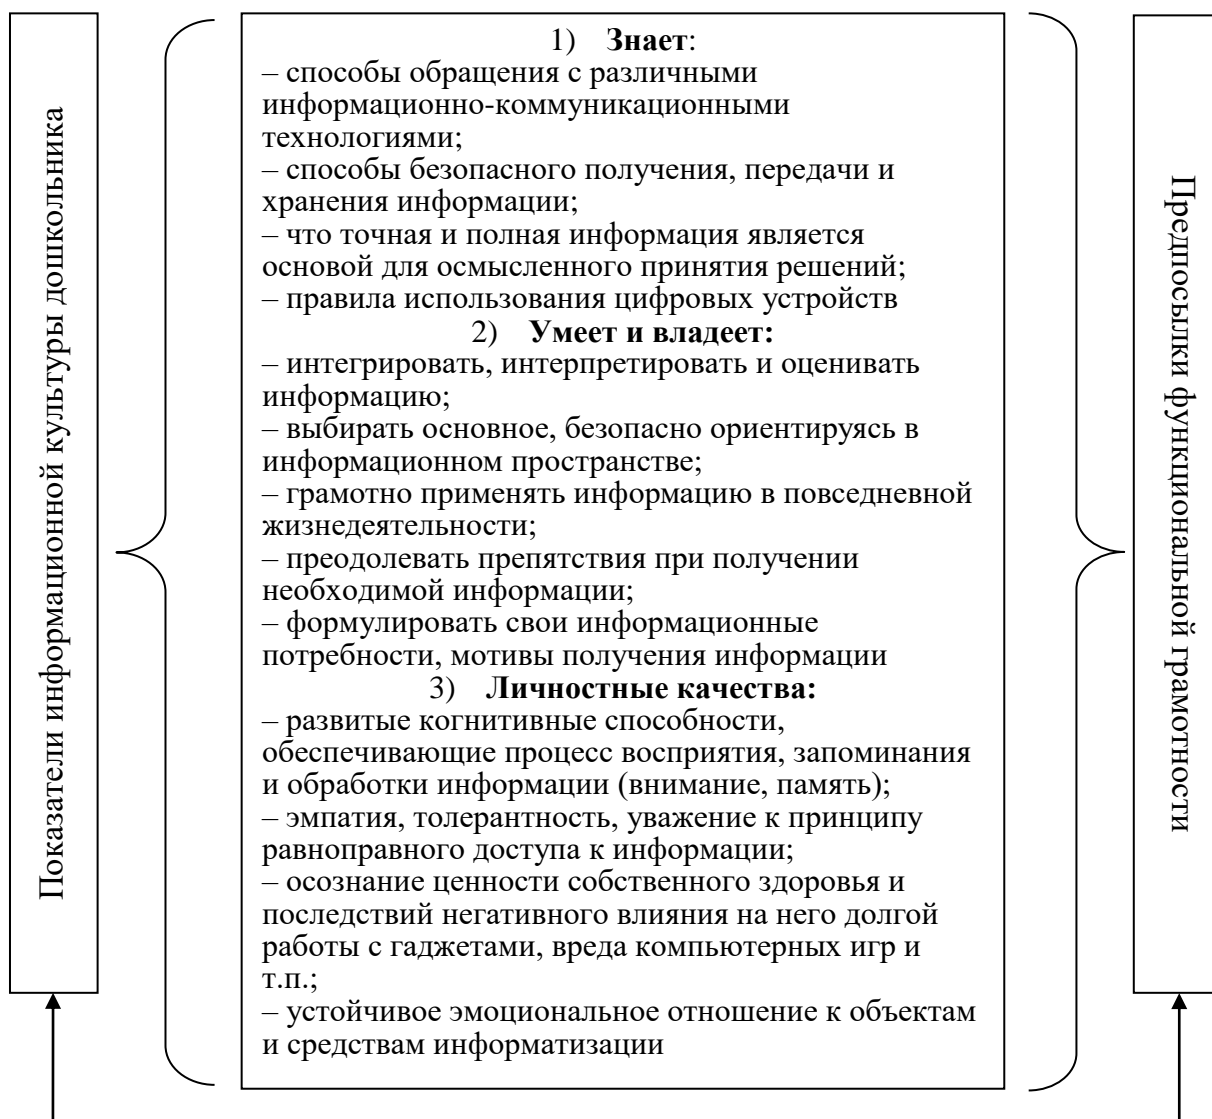 Показатели информационной культуры дошкольника
1) Знает:
– способы обращения с различными
информационно-коммуникационными
технологиями;
– способы безопасного получения, передачи и
хранения информации;
– что точная и полная информация является
основой для осмысленного принятия решений;
– правила использования цифровых устройств
2) Умеет и владеет:
– интегрировать, интерпретировать и оценивать
информацию;
– выбирать основное, безопасно ориентируясь в
информационном пространстве;
– грамотно применять информацию в повседневной
жизнедеятельности;
– преодолевать препятствия при получении
необходимой информации;
– формулировать свои информационные
потребности, мотивы получения информации
3) Личностные качества:
– развитые когнитивные способности,
обеспечивающие процесс восприятия, запоминания
и обработки информации (внимание, память);
– эмпатия, толерантность, уважение к принципу
равноправного доступа к информации;
– осознание ценности собственного здоровья и
последствий негативного влияния на него долгой
работы с гаджетами, вреда компьютерных игр и
т.п.;
– устойчивое эмоциональное отношение к объектам
и средствам информатизации
Предпосылки функциональной грамотности